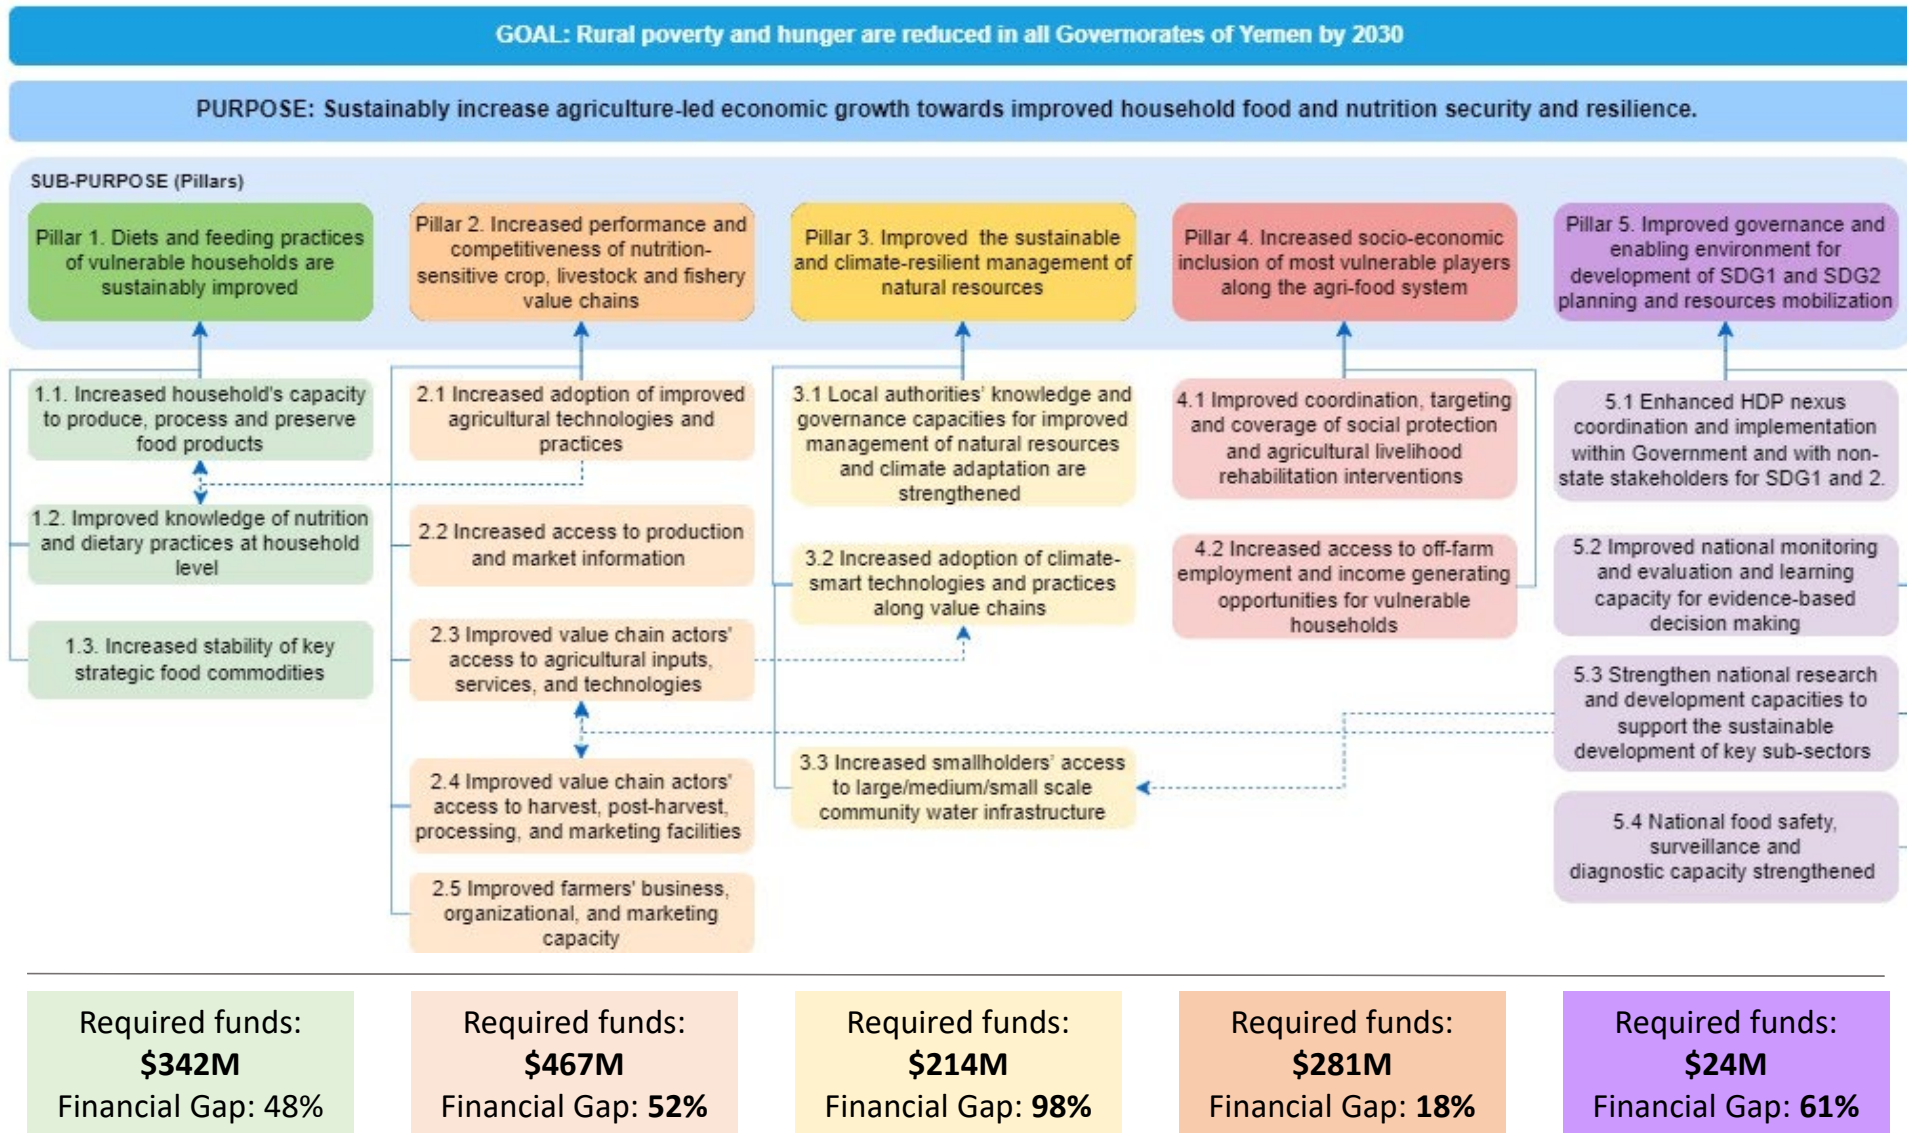 GOAL: Rural poverty and hunger are reduced in all Governorates of Yemen by 2030
PURPOSE: Sustainably increase agriculture-led economic growth towards improved household food and nutrition security and resilience.
SUB-PURPOSE (Pillars)
Pillar 1. Diets and feeding practices
of vulnerable households are
sustainably improved
Pillar 2. Increased performance and
competitiveness of nutrition-
sensitive crop, livestock and fishery
value chains
Pillar 3. Improved the sustainable
and climate-resilient management of
natural resources
Pillar 4. Increased socio-economic
inclusion of most vulnerable players
along the agri-food system
Pillar 5. Improved governance and
enabling environment for
development of SDG1 and SDG2
planning and resources mobilization
1.1. Increased household's capacity
to produce, process and preserve
food products
1.2. Improved knowledge of nutrition
and dietary practices at household
level
1.3. Increased stability of key
strategic food commodities
2.1 Increased adoption of improved
agricultural technologies and
practices
2.2 Increased access to production
and market information
2.3 Improved value chain actors'
access to agricultural inputs,
services, and technologies
2.4 Improved value chain actors'
access to harvest, post-harvest,
processing, and marketing facilities
2.5 Improved farmers' business,
organizational, and marketing
capacity
3.1 Local authorities' knowledge and
governance capacities for improved
management of natural resources
and climate adaptation are
strengthened
3.2 Increased adoption of climate-
smart technologies and practices
along value chains
3.3 Increased smallholders' access
to large/medium/small scale
community water infrastructure
4.1 Improved coordination, targeting
and coverage of social protection
and agricultural livelihood
rehabilitation interventions
4.2 Increased access to off-farm
employment and income generating
opportunities for vulnerable
households
5.1 Enhanced HDP nexus
coordination and implementation
within Government and with non-
state stakeholders for SDG1 and 2.
5.2 Improved national monitoring
and evaluation and learning
capacity for evidence-based
decision making
5.3 Strengthen national research
and development capacities to
support the sustainable
development of key sub-sectors
5.4 National food safety,
surveillance and
diagnostic capacity strengthened
Required funds:
$342M
Financial Gap: 48%
Required funds:
$467M
Financial Gap: 52%
Required funds:
$214M
Financial Gap: 98%
Required funds:
$281M
Financial Gap: 18%
Required funds:
$24M
Financial Gap: 61%